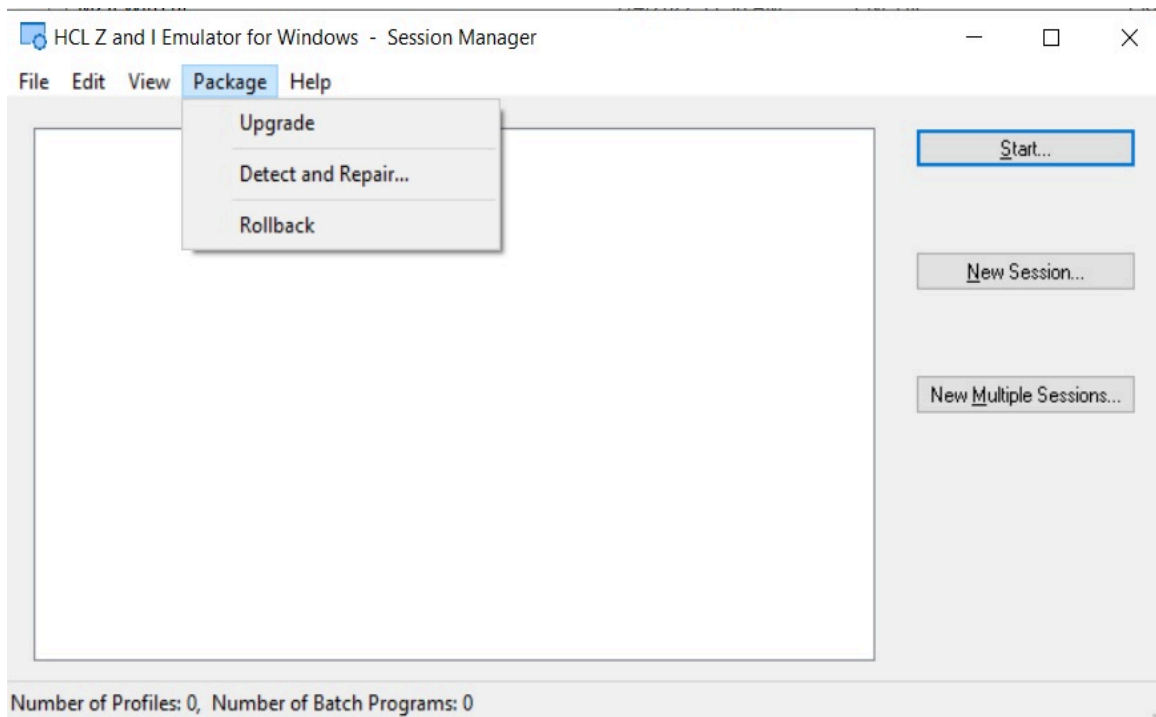 HCL Z and I Emulator for Windows - Session Manager
File Edit View Package Help
Upgrade
Detect and Repair...
Rollback
Start...
New Session...
New Multiple Sessions...
Number of Profiles: 0, Number of Batch Programs: 0